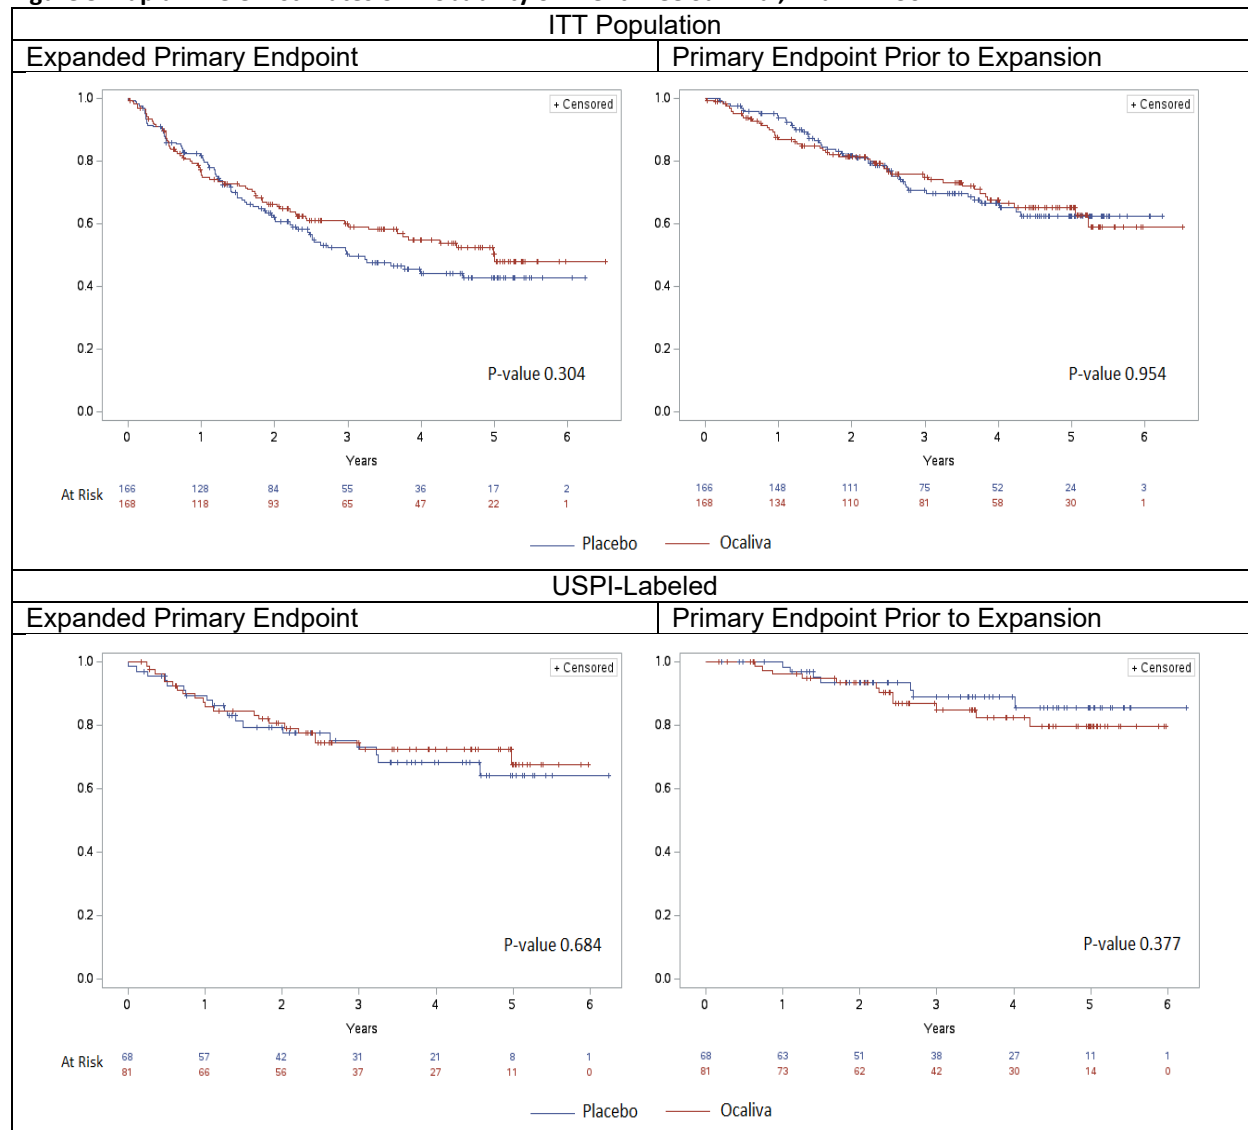 ITT Population
Expanded Primary Endpoint Primary Endpoint Prior to Expansion
1.0
0.8
0.6
0.4
0.2
0.0
+ Censored
P-value 0.304
0 1 2 3 4 5 6
Years
At Risk
166 128 84 55 36 17 2
168 118 93 65 47 22 1
1.0
0.8
0.6
0.4
0.2
0.0
+ Censored
P-value 0.954
0 1 2 3 4 5 6
Years
166 148 111 75 52 24 3
168 134 110 81 58 30 1
Placebo Ocaliva
USPI-Labeled
Expanded Primary Endpoint Primary Endpoint Prior to Expansion
1.0
0.8
0.6
0.4
0.2
0.0
+ Censored
P-value 0.684
0 1 2 3 4 5 6
Years
At Risk
68 57 42 31 21 8 1
81 66 56 37 27 11 0
1.0
0.8
0.6
0.4
0.2
0.0
+ Censored
P-value 0.377
0 1 2 3 4 5 6
Years
68 63 51 38 27 11 1
81 73 62 42 30 14 0
Placebo Ocaliva